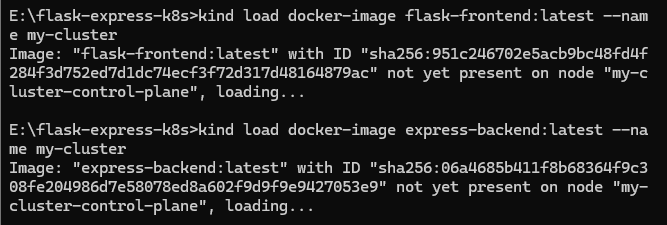 E:\flask-express-k8s>kind load docker-image flask-frontend:latest --nam
e my-cluster
Image: "flask-frontend:latest" with ID "sha256:951c246702e5acb9bc48fd4f
284f3d752ed7d1dc74ecf3f72d317d48164879ac" not yet present on node "my-c
luster-control-plane", loading...
E:\flask-express-k8s>kind load docker-image express-backend:latest --na
me my-cluster
Image: "express-backend:latest" with ID "sha256:06a4685b411f8b68364f9c3
08fe204986d7e58078ed8a602f9d9f9e9427053e9" not yet present on node "my-
cluster-control-plane", loading...